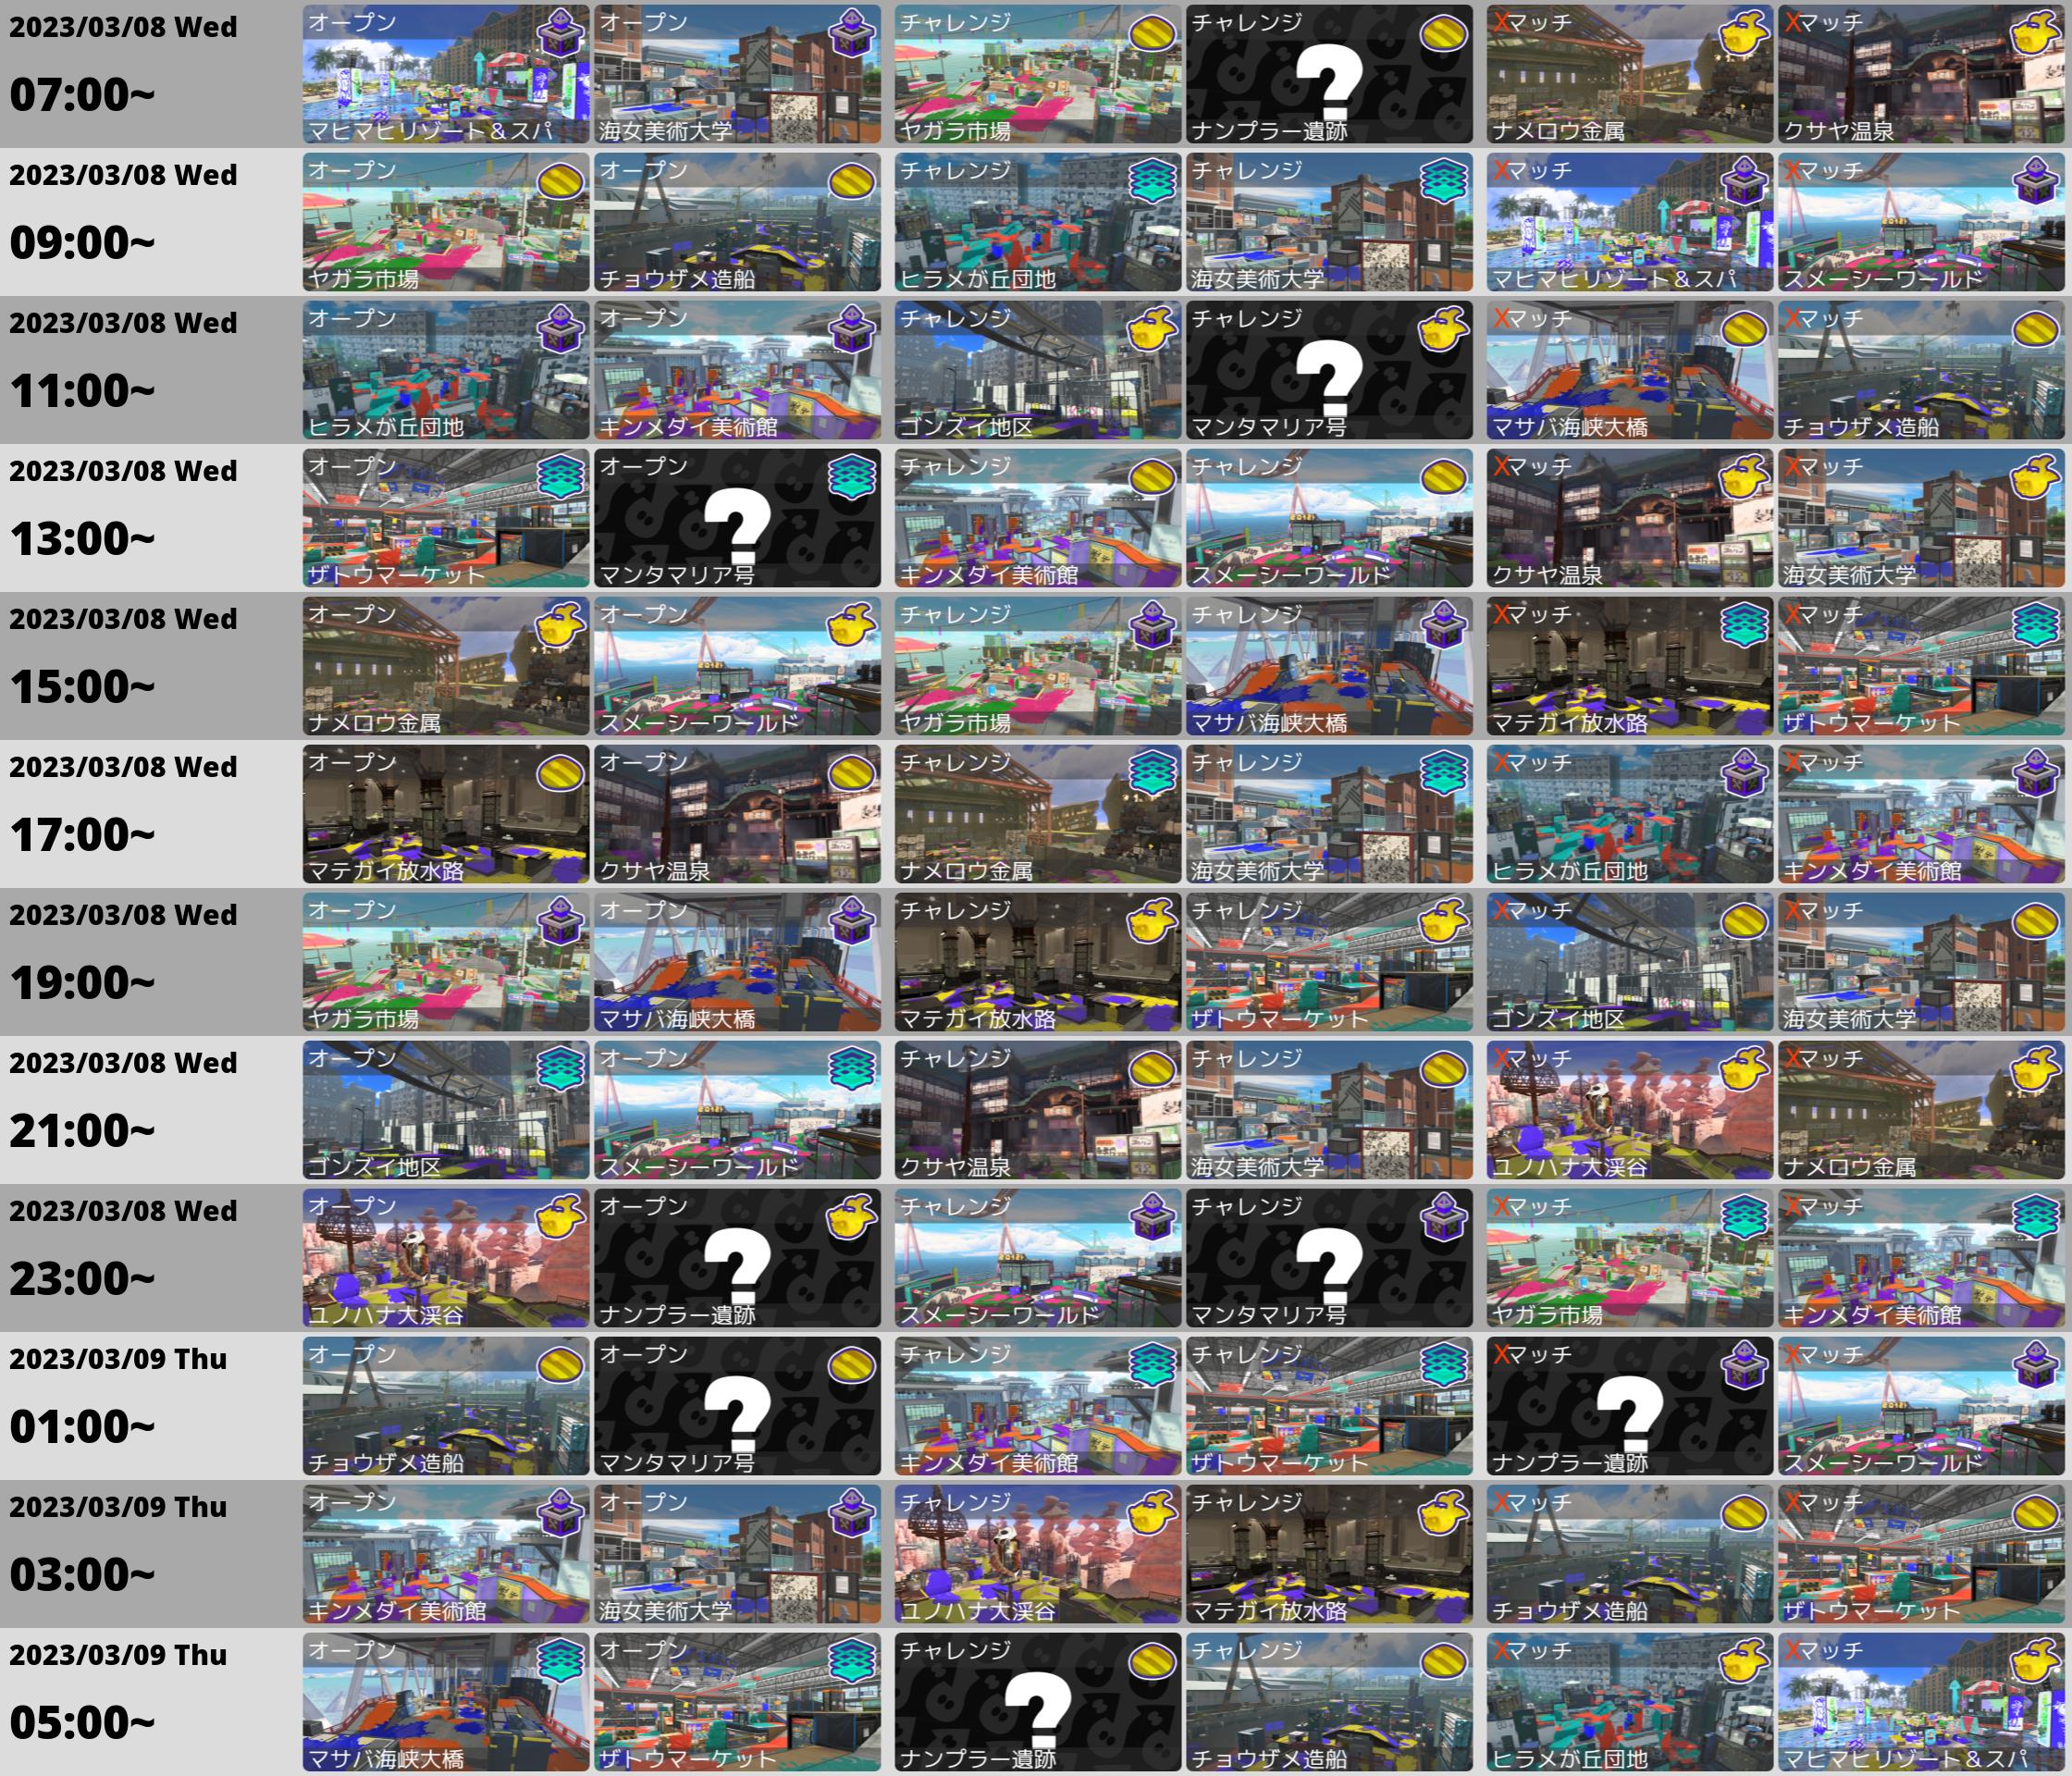 2023/03/08 Wed
07:00~
オープン
マヒマヒリゾート＆スパ
オープン
海女美術大学
チャレンジ
ヤガラ市場
チャレンジ
?
ナンプラー遺跡
Xマッチ
ナメロウ金属
Xマッチ
クサヤ温泉
2023/03/08 Wed
09:00~
オープン
ヤガラ市場
オープン
チョウザメ造船
チャレンジ
ヒラメが丘団地
チャレンジ
海女美術大学
Xマッチ
マヒマヒリゾート＆スパ
Xマッチ
スメーシーワールド
2023/03/08 Wed
11:00~
オープン
ヒラメが丘団地
オープン
キンメダイ美術館
チャレンジ
ゴンズイ地区
チャレンジ
?
マンタマリア号
Xマッチ
マサバ海峡大橋
Xマッチ
チョウザメ造船
2023/03/08 Wed
13:00~
オープン
ザトウマーケット
オープン
?
マンタマリア号
チャレンジ
キンメダイ美術館
チャレンジ
スメーシーワールド
Xマッチ
クサヤ温泉
Xマッチ
海女美術大学
2023/03/08 Wed
15:00~
オープン
ナメロウ金属
オープン
スメーシーワールド
チャレンジ
ヤガラ市場
チャレンジ
マサバ海峡大橋
Xマッチ
マテガイ放水路
Xマッチ
ザトウマーケット
2023/03/08 Wed
17:00~
オープン
マテガイ放水路
オープン
クサヤ温泉
チャレンジ
ナメロウ金属
チャレンジ
海女美術大学
Xマッチ
ヒラメが丘団地
Xマッチ
キンメダイ美術館
2023/03/08 Wed
19:00~
オープン
ヤガラ市場
オープン
マサバ海峡大橋
チャレンジ
マテガイ放水路
チャレンジ
ザトウマーケット
Xマッチ
ゴンズイ地区
Xマッチ
海女美術大学
2023/03/08 Wed
21:00~
オープン
ゴンズイ地区
オープン
スメーシーワールド
チャレンジ
クサヤ温泉
チャレンジ
海女美術大学
Xマッチ
ユノハナ大渓谷
Xマッチ
ナメロウ金属
2023/03/08 Wed
23:00~
オープン
ユノハナ大渓谷
オープン
?
ナンプラー遺跡
チャレンジ
スメーシーワールド
チャレンジ
?
マンタマリア号
Xマッチ
ヤガラ市場
Xマッチ
キンメダイ美術館
2023/03/09 Thu
01:00~
オープン
チョウザメ造船
オープン
?
マンタマリア号
チャレンジ
キンメダイ美術館
チャレンジ
ザトウマーケット
Xマッチ
?
ナンプラー遺跡
Xマッチ
スメーシーワールド
2023/03/09 Thu
03:00~
オープン
キンメダイ美術館
オープン
海女美術大学
チャレンジ
ユノハナ大渓谷
チャレンジ
マテガイ放水路
Xマッチ
チョウザメ造船
Xマッチ
ザトウマーケット
2023/03/09 Thu
05:00~
オープン
マサバ海峡大橋
オープン
ザトウマーケット
チャレンジ
?
ナンプラー遺跡
チャレンジ
チョウザメ造船
Xマッチ
ヒラメが丘団地
Xマッチ
マヒマヒリゾート＆スパ